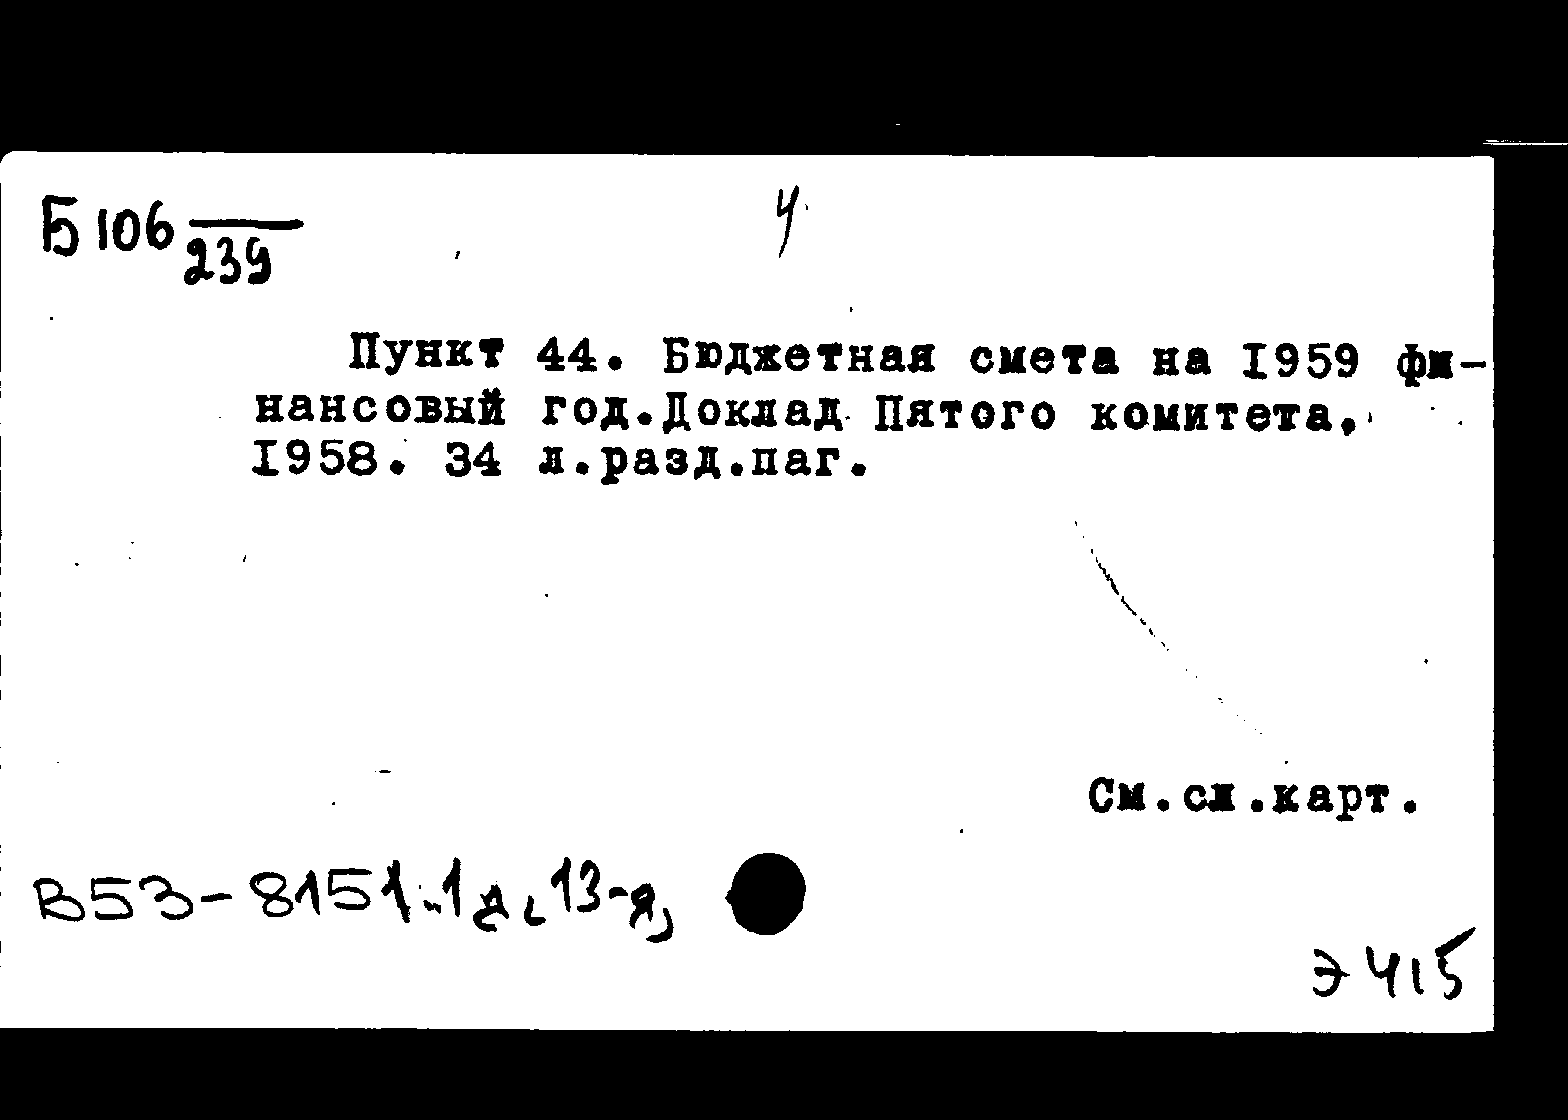 Б 106 239
4
Пункт 44. Бюджетная смета на 1959 фи-
нансовый год.Доклад Пятого комитета.
1958. 34 л.разд.паг.
См.сл.карт.
В53-8151
13-я
Э 415